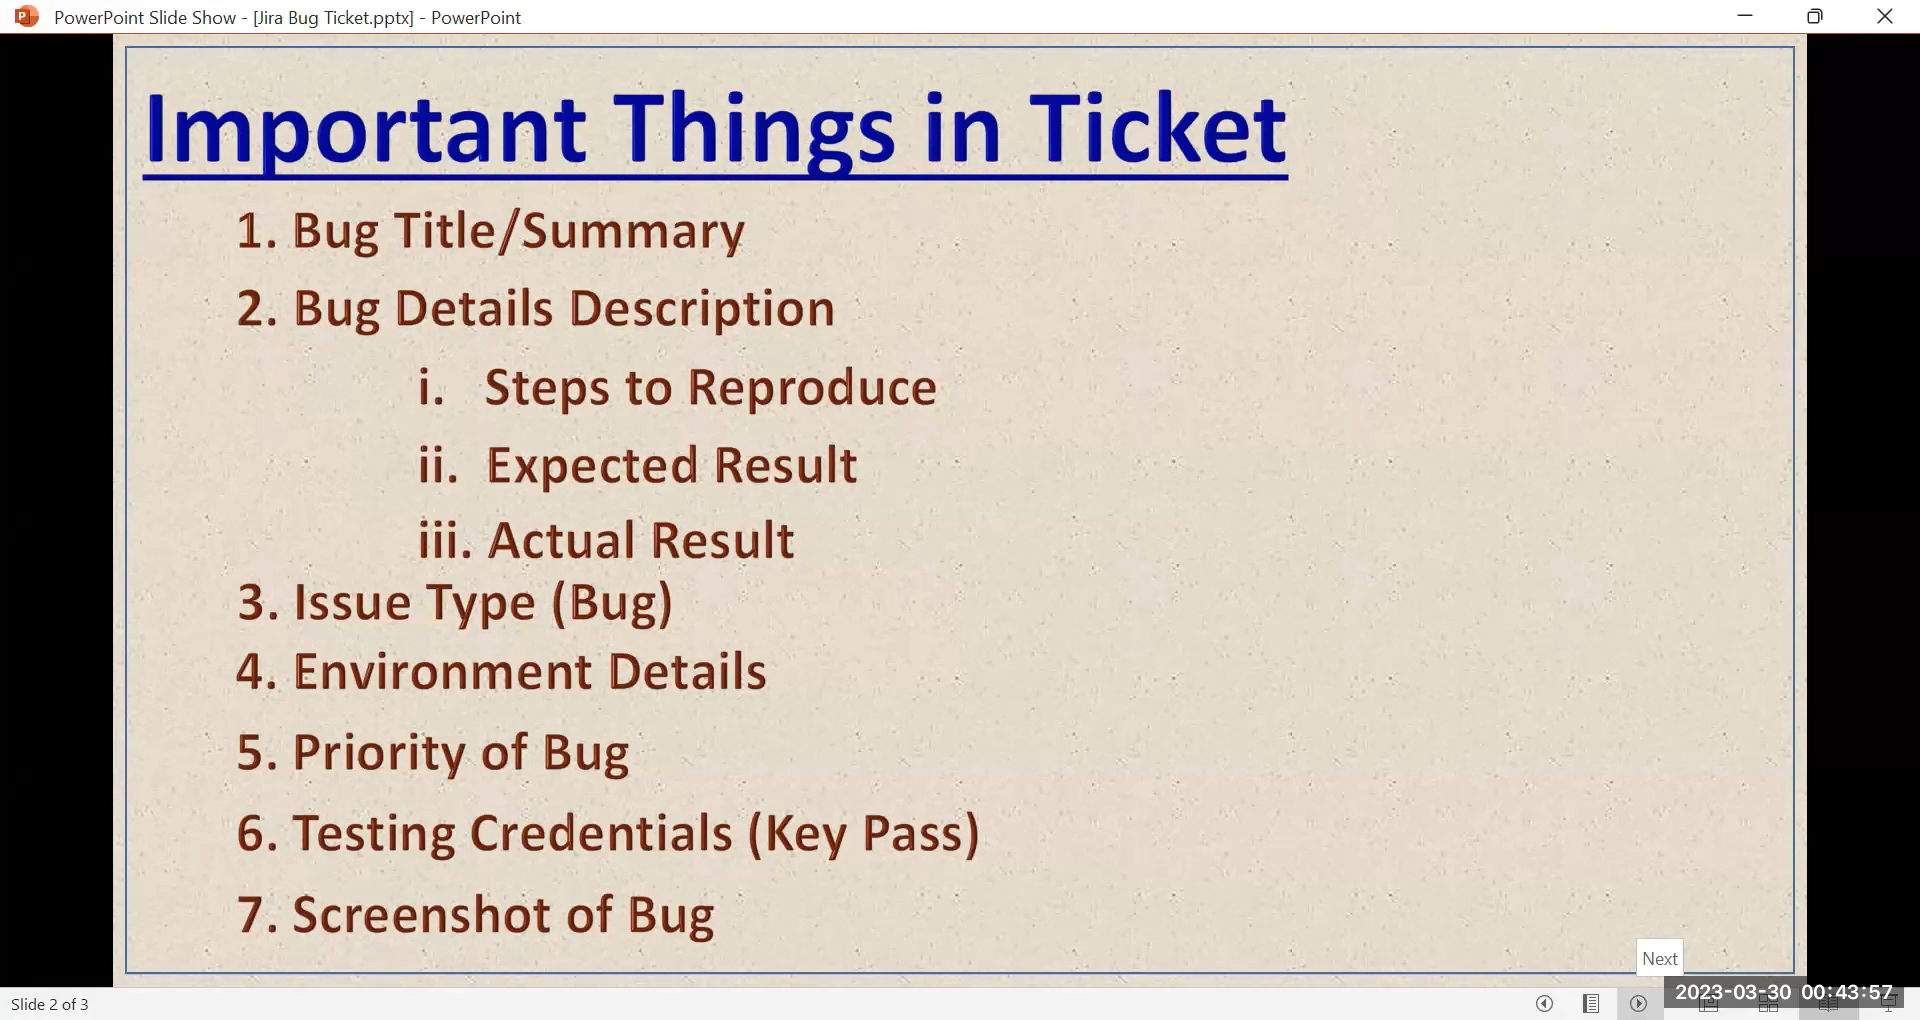 PowerPoint Slide Show - [Jira Bug Ticket.pptx] - PowerPoint
Important Things in Ticket
1. Bug Title/Summary
2. Bug Details Description
i. Steps to Reproduce
ii. Expected Result
iii. Actual Result
3. Issue Type (Bug)
4. Environment Details
5. Priority of Bug
6. Testing Credentials (Key Pass)
7. Screenshot of Bug
Next
Slide 2 of 3
2023-03-30 00:43:57